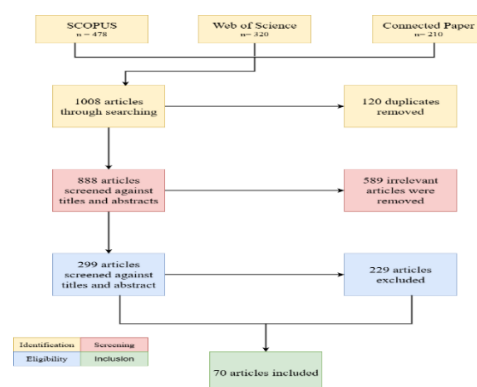 SCOPUS
n = 478
Web of Science
n= 320
Connected Paper
n= 210
1008 articles
through searching
120 duplicates
removed
888 articles
screened against
titles and abstracts
589 irrelevant
articles were
removed
299 articles
screened against
titles and abstract
229 articles
excluded
Identification
Screening
Eligibility
Inclusion
70 articles included